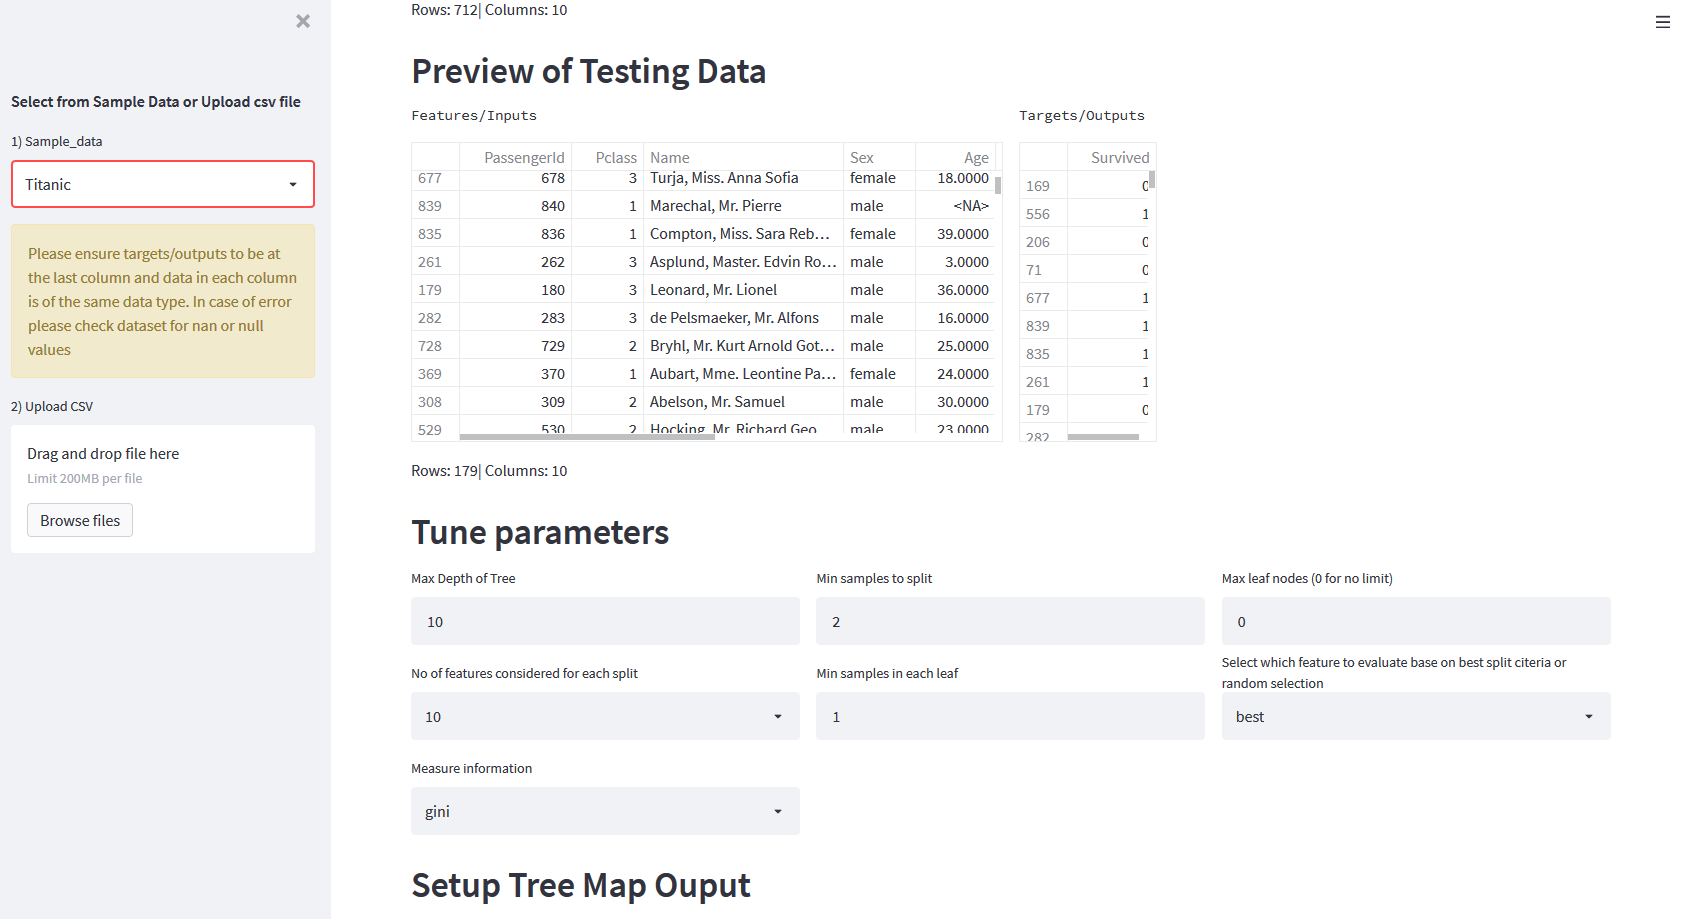 ×
Select from Sample Data or Upload csv file
1) Sample_data
Titanic
Please ensure targets/outputs to be at
the last column and data in each column
is of the same data type. In case of error
please check dataset for nan or null
values
2) Upload CSV
Drag and drop file here
Limit 200MB per file
Browse files
Rows: 712| Columns: 10
Preview of Testing Data
Features/Inputs
PassengerId Pclass Name Sex Age
677 678 3 Turja, Miss. Anna Sofia female 18.0000
839 840 1 Marechal, Mr. Pierre male <NA>
835 836 1 Compton, Miss. Sara Reb... female 39.0000
261 262 3 Asplund, Master. Edvin Ro... male 3.0000
179 180 3 Leonard, Mr. Lionel male 36.0000
282 283 3 de Pelsmaeker, Mr. Alfons male 16.0000
728 729 2 Bryhl, Mr. Kurt Arnold Got... male 25.0000
369 370 1 Aubart, Mme. Leontine Pa... female 24.0000
308 309 2 Abelson, Mr. Samuel male 30.0000
529 530 2 Hocking, Mr. Richard Geo male 23.0000
Targets/Outputs
Survived
169 0
556 1
206 0
71 0
677 1
839 1
835 1
261 1
179 0
282
Rows: 179| Columns: 10
Tune parameters
Max Depth of Tree
10
Min samples to split
2
Max leaf nodes (0 for no limit)
0
No of features considered for each split
10
Min samples in each leaf
1
Select which feature to evaluate base on best split citeria or
random selection
best
Measure information
gini
Setup Tree Map Ouput